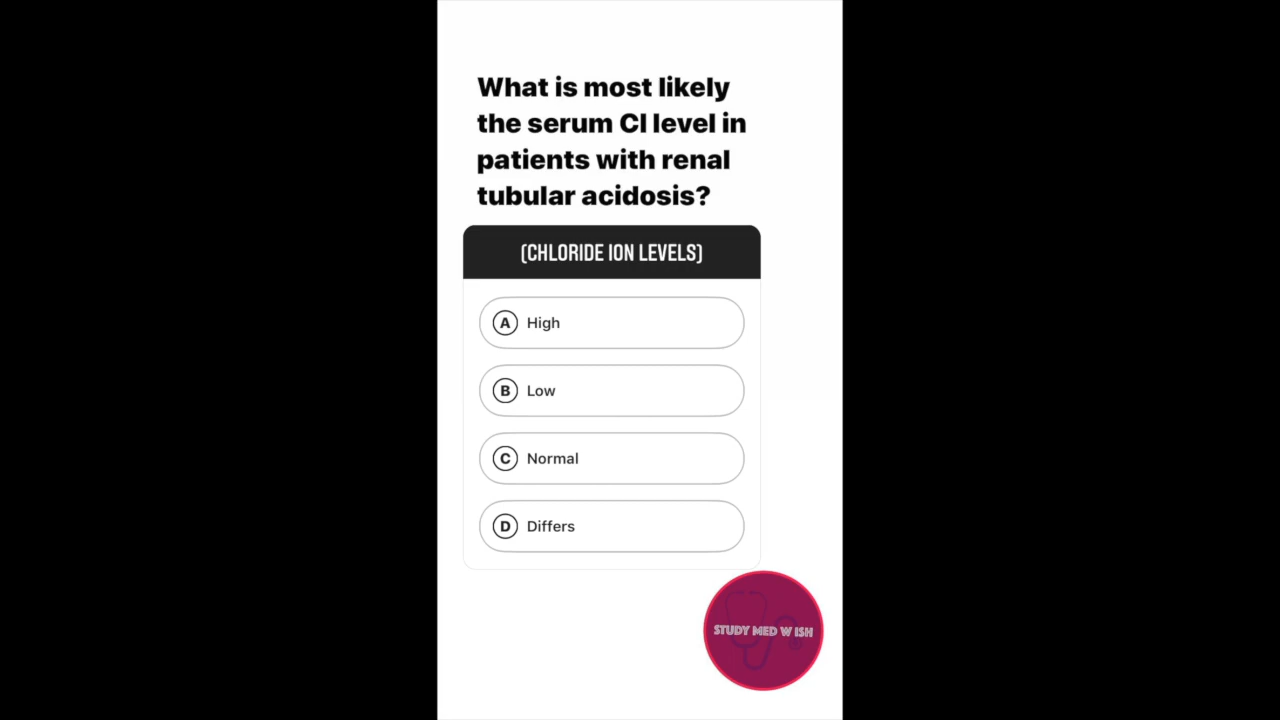 What is most likely
the serum Cl level in
patients with renal
tubular acidosis?
(CHLORIDE ION LEVELS)
A High
B Low
C Normal
D Differs
STUDY MED W ISH